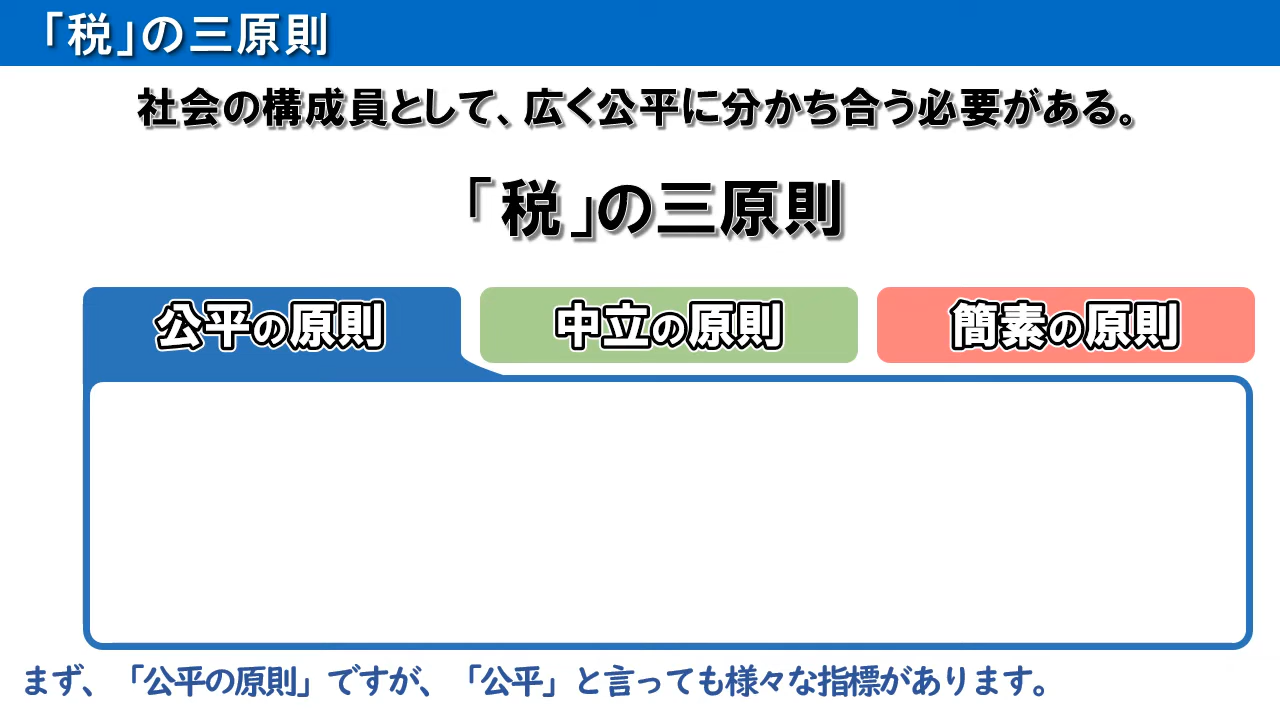 「税」の三原則
社会の構成員として、広く公平に分かち合う必要がある。
「税」の三原則
公平の原則
中立の原則
簡素の原則
まず、「公平の原則」ですが、「公平」と言っても様々な指標があります。